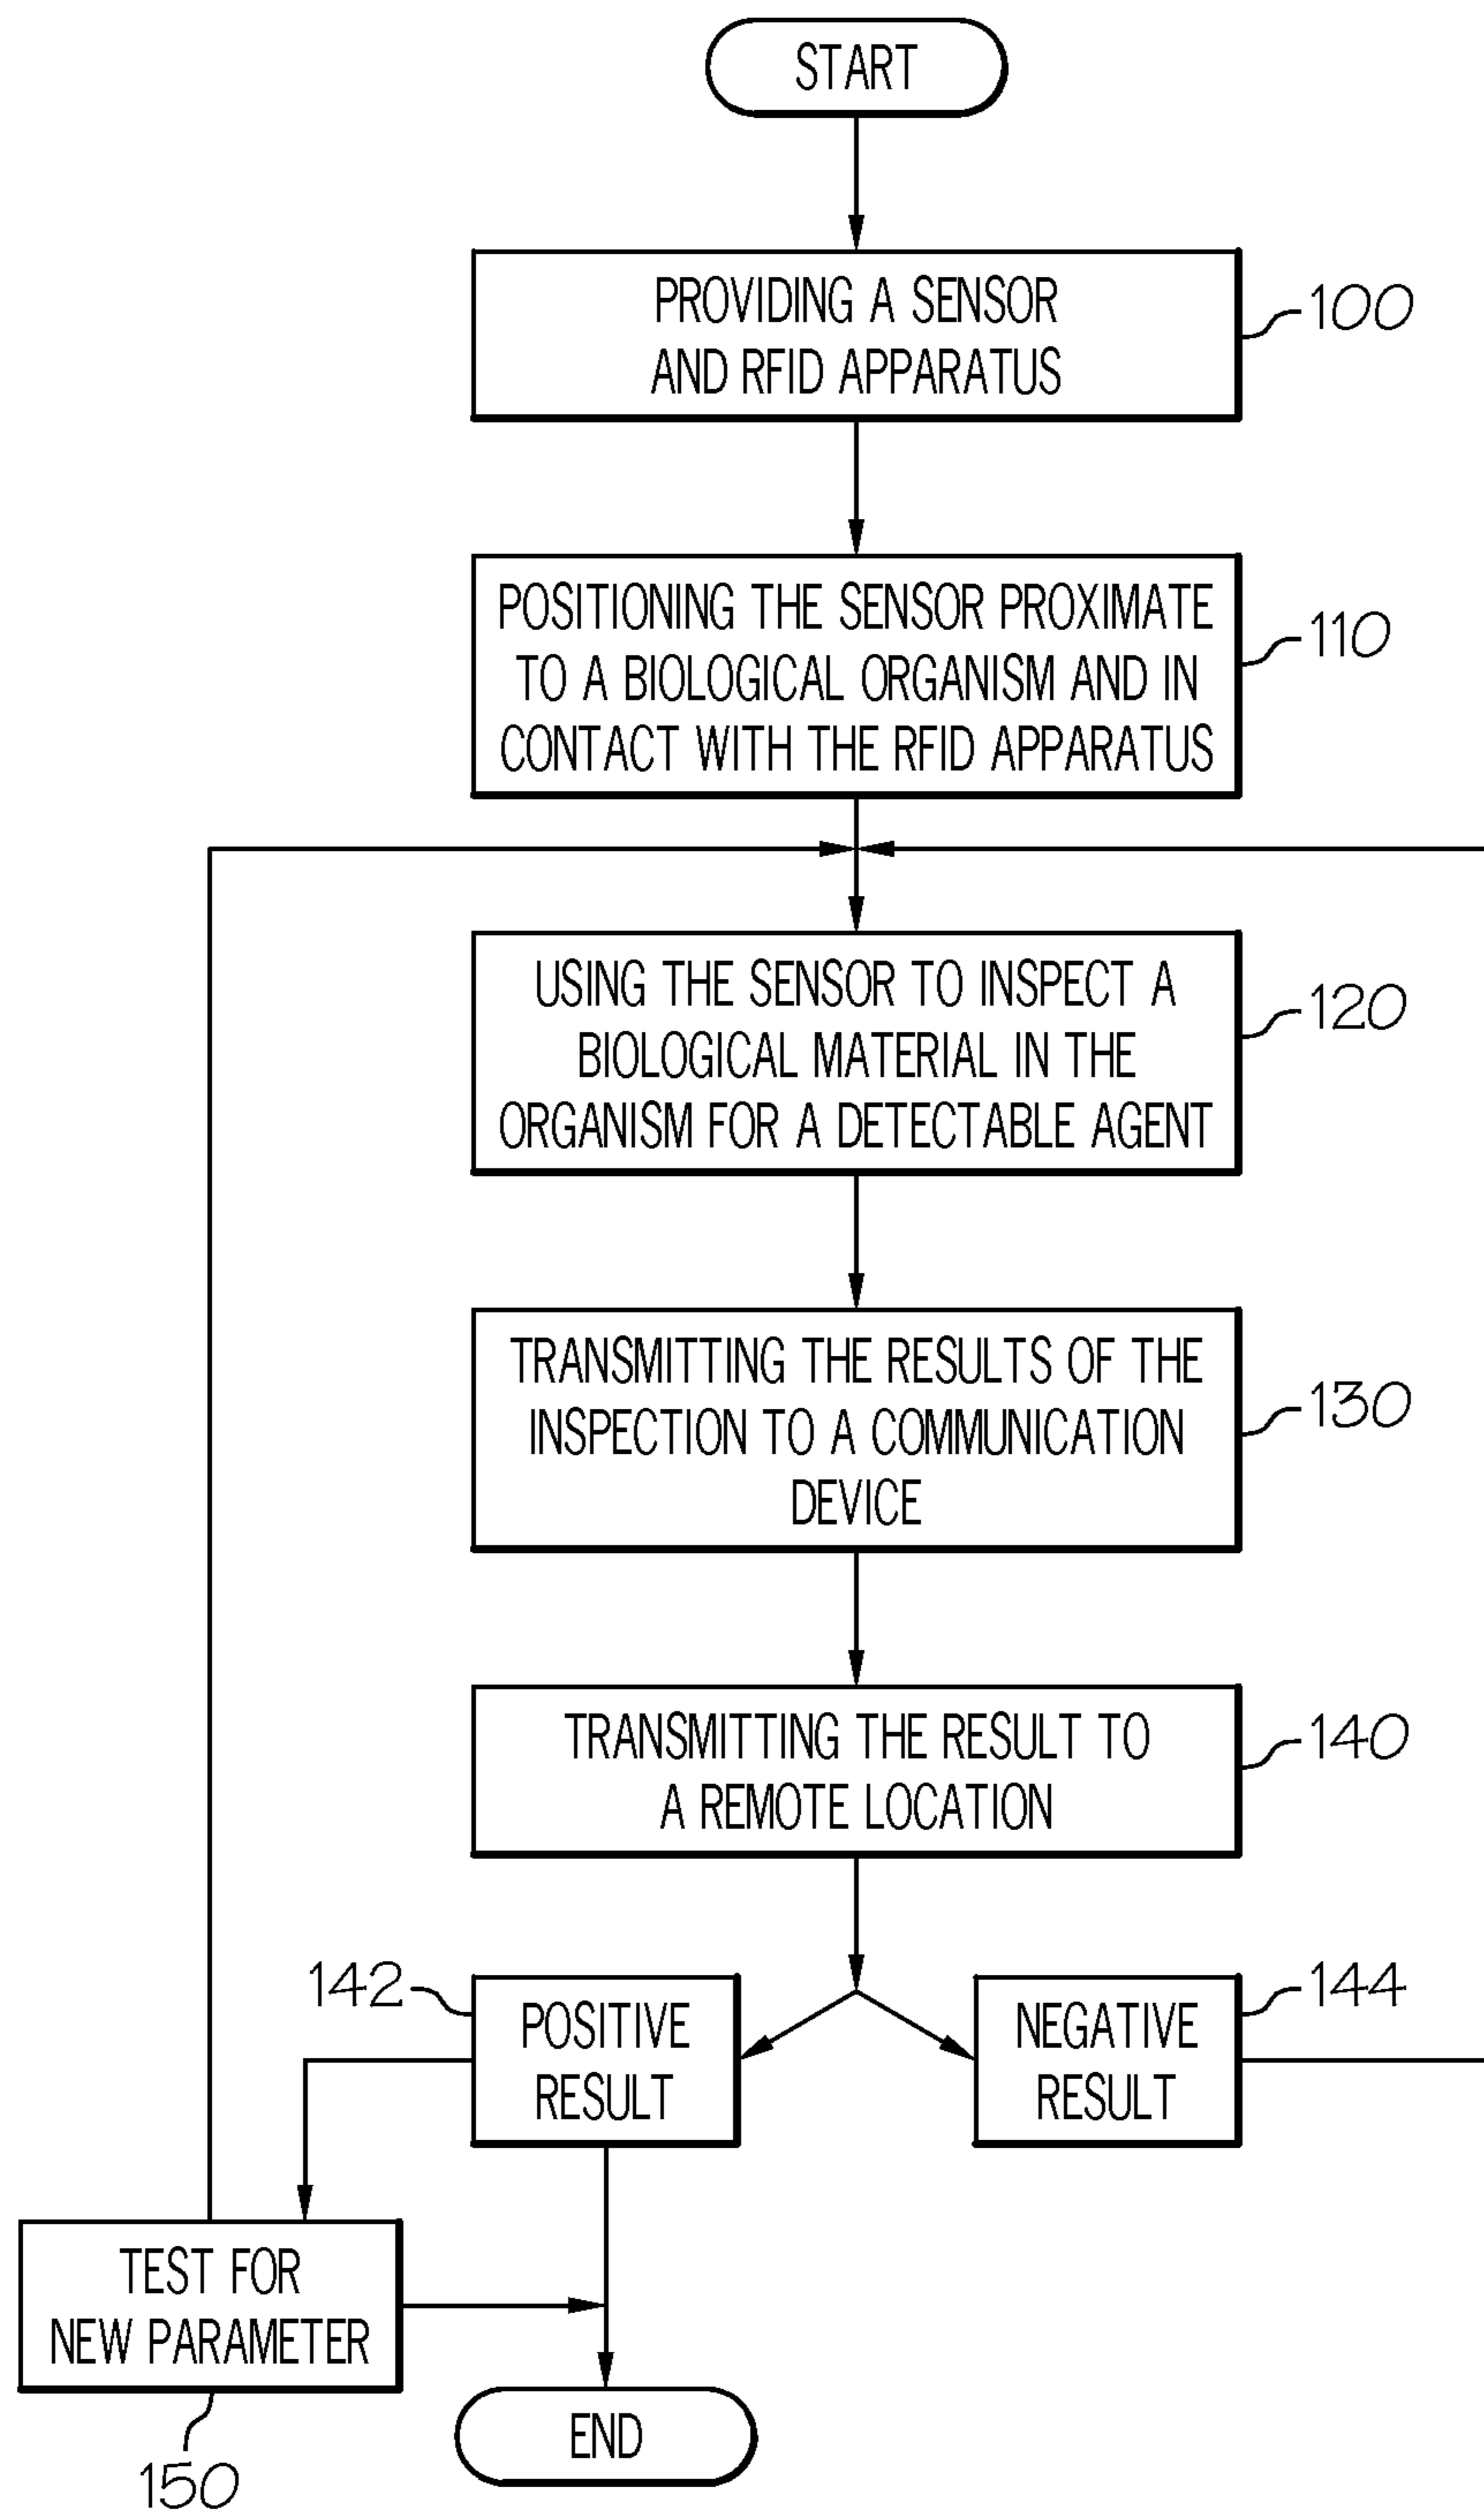 START
PROVIDING A SENSOR
AND RFID APPARATUS
100
POSITIONING THE SENSOR PROXIMATE
TO A BIOLOGICAL ORGANISM AND IN
CONTACT WITH THE RFID APPARATUS
110
USING THE SENSOR TO INSPECT A
BIOLOGICAL MATERIAL IN THE
ORGANISM FOR A DETECTABLE AGENT
120
TRANSMITTING THE RESULTS OF THE
INSPECTION TO A COMMUNICATION
DEVICE
130
TRANSMITTING THE RESULT TO
A REMOTE LOCATION
140
142
POSITIVE
RESULT
NEGATIVE
RESULT
144
TEST FOR
NEW PARAMETER
150
END